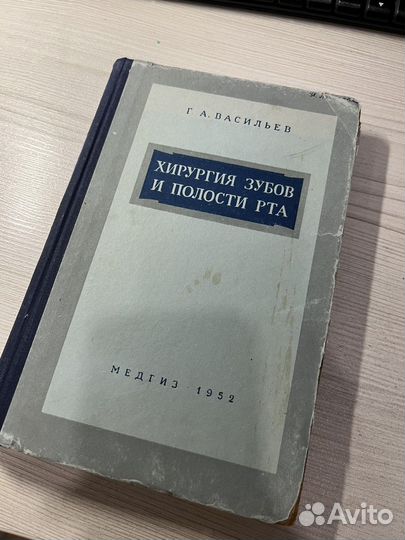 Г. А. ВАСИЛЬЕВ
ХИРУРГИЯ ЗУБОВ
И ПОЛОСТИ РТА
МЕДГИЗ · 1952
Avito